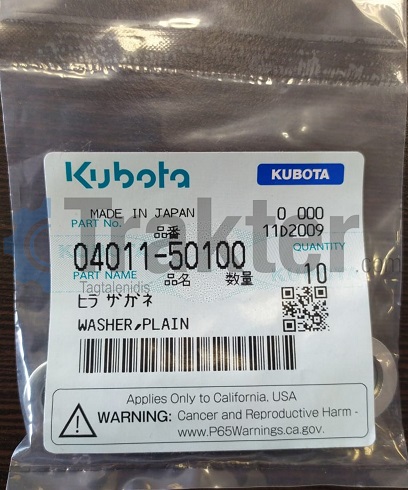 Kubota KUBOTA
MADE IN JAPAN 0 000
PART No. 品番 11D2009
04011-50100 QUANTITY
PART NAME 品名 数量 10
Tagtalenidis
ヒラ ザガネ
WASHER,PLAIN
Trakter.com
Applies Only to California, USA
WARNING: Cancer and Reproductive Harm -
www.P65Warnings.ca.gov.